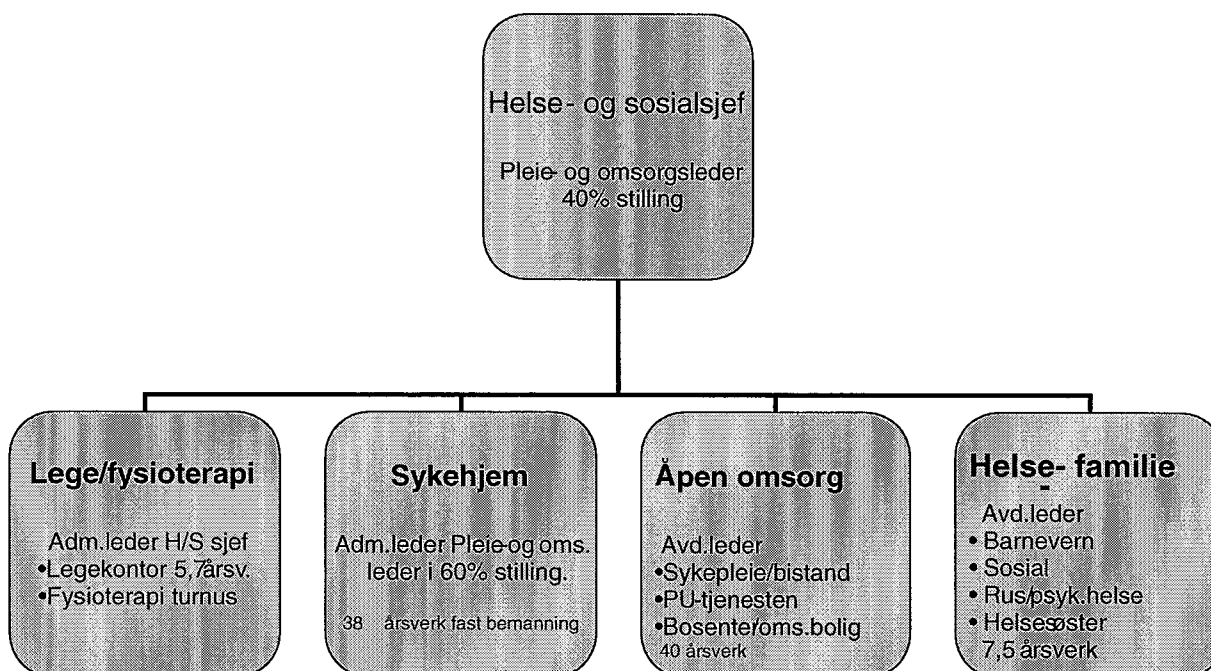 Helse- og sosialsjef
Pleie- og omsorgsleder
40% stilling
Lege/fysioterapi
Adm.leder H/S sjef
•Legekontor 5,7årsv.
•Fysioterapi turnus
Sykehjem
Adm.leder Pleie-og oms.
leder i 60% stilling.
38 årsverk fast bemanning
Åpen omsorg
Avd.leder
•Sykepleie/bistand
•PU-tjenesten
•Bosenter/oms.bolig
40 årsverk
Helse- familie
-
Avd.leder
• Barnevern
• Sosial
• Rus/psyk.helse
• Helsesøster
7,5 årsverk